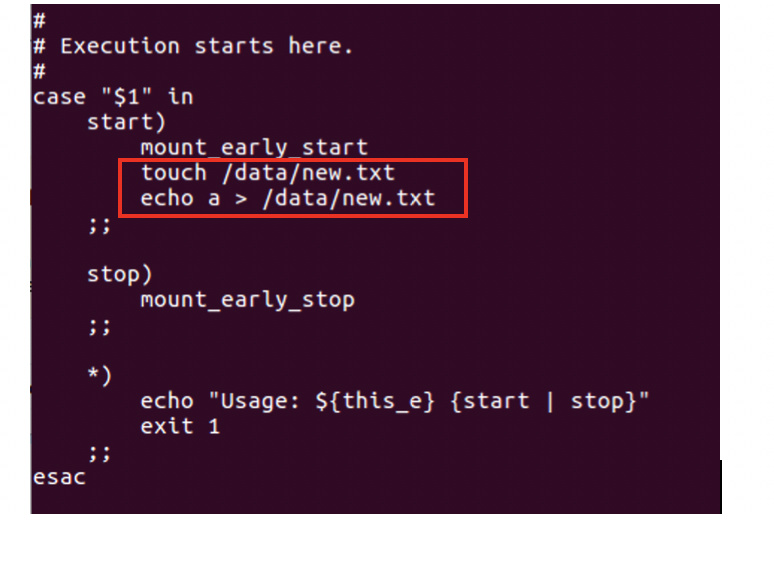 #
# Execution starts here.
#
case "$1" in
    start)
        mount_early_start
        touch /data/new.txt
        echo a > /data/new.txt
    ;;

    stop)
        mount_early_stop
    ;;

    *)
        echo "Usage: ${this_e} {start | stop}"
        exit 1
    ;;
esac